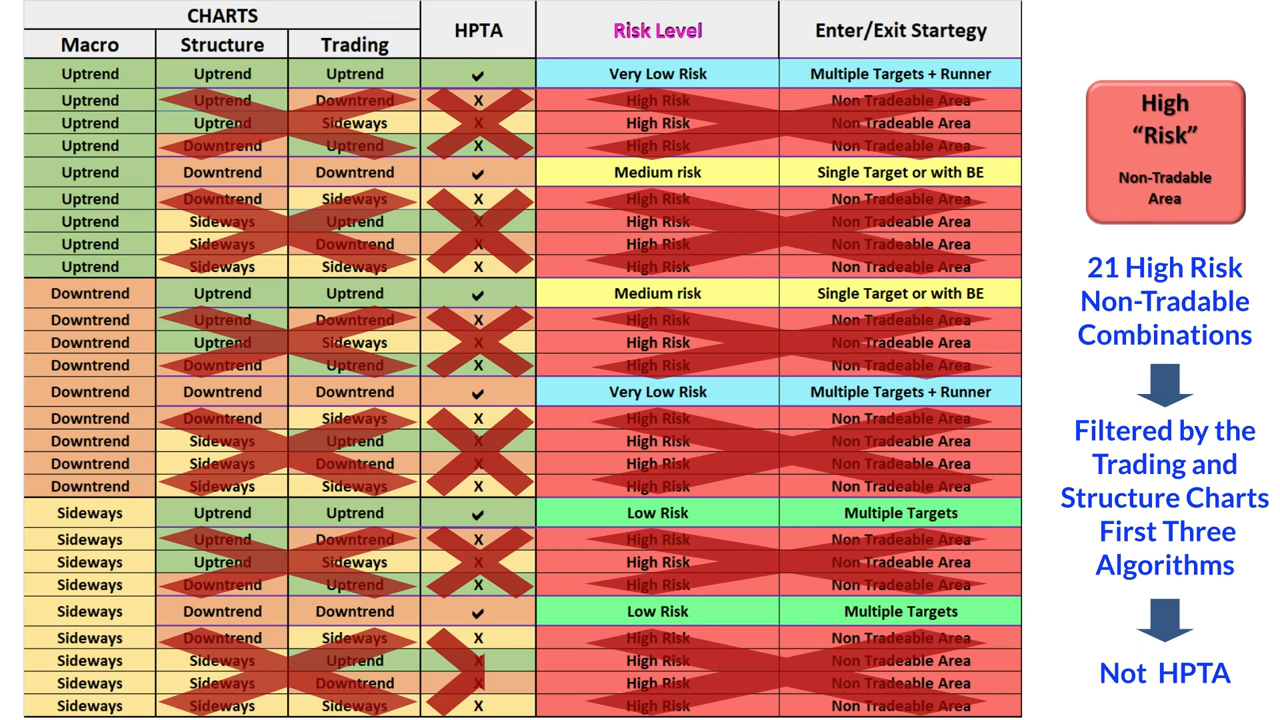 CHARTS HPTA Risk Level Enter/Exit Startegy
Macro Structure Trading
Uptrend Uptrend Uptrend ✔ Very Low Risk Multiple Targets + Runner
Uptrend Uptrend Downtrend X High Risk Non Tradeable Area
Uptrend Uptrend Sideways X High Risk Non Tradeable Area
Uptrend Downtrend Uptrend X High Risk Non Tradeable Area
Uptrend Downtrend Downtrend ✔ Medium risk Single Target or with BE
Uptrend Downtrend Sideways X High Risk Non Tradeable Area
Uptrend Sideways Uptrend X High Risk Non Tradeable Area
Uptrend Sideways Downtrend X High Risk Non Tradeable Area
Uptrend Sideways Sideways X High Risk Non Tradeable Area
Downtrend Uptrend Uptrend ✔ Medium risk Single Target or with BE
Downtrend Uptrend Downtrend X High Risk Non Tradeable Area
Downtrend Uptrend Sideways X High Risk Non Tradeable Area
Downtrend Downtrend Uptrend X High Risk Non Tradeable Area
Downtrend Downtrend Downtrend ✔ Very Low Risk Multiple Targets + Runner
Downtrend Downtrend Sideways X High Risk Non Tradeable Area
Downtrend Sideways Uptrend X High Risk Non Tradeable Area
Downtrend Sideways Downtrend X High Risk Non Tradeable Area
Downtrend Sideways Sideways X High Risk Non Tradeable Area
Sideways Uptrend Uptrend ✔ Low Risk Multiple Targets
Sideways Uptrend Downtrend X High Risk Non Tradeable Area
Sideways Uptrend Sideways X High Risk Non Tradeable Area
Sideways Downtrend Uptrend X High Risk Non Tradeable Area
Sideways Downtrend Downtrend ✔ Low Risk Multiple Targets
Sideways Downtrend Sideways X High Risk Non Tradeable Area
Sideways Sideways Uptrend X High Risk Non Tradeable Area
Sideways Sideways Downtrend X High Risk Non Tradeable Area
Sideways Sideways Sideways X High Risk Non Tradeable Area
High
“Risk”
Non-Tradable
Area
21 High Risk
Non-Tradable
Combinations
Filtered by the
Trading and
Structure Charts
First Three
Algorithms
Not HPTA